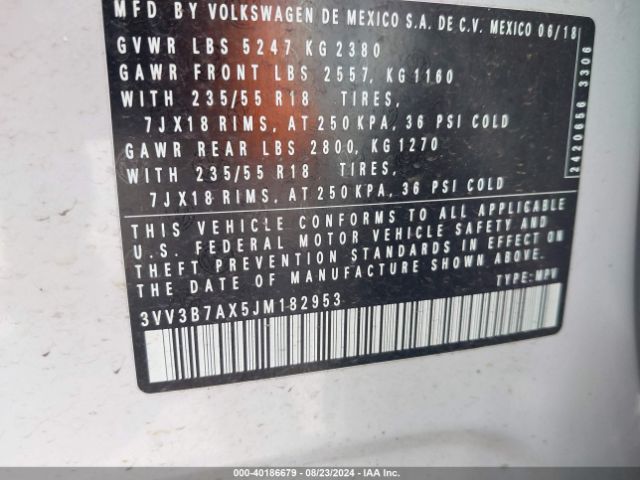 MFD BY VOLKSWAGEN DE MEXICO S.A. DE C.V. MEXICO 06/18
GVWR LBS 5247 KG 2380
GAWR FRONT LBS 2557, KG 1160
WITH 235/55 R18 TIRES,
7JX18 RIMS, AT 250 KPA, 36 PSI COLD
GAWR REAR LBS 2800, KG 1270
WITH 235/55 R18 TIRES,
7JX18 RIMS, AT 250 KPA, 36 PSI COLD
THIS VEHICLE CONFORMS TO ALL APPLICABLE
U.S. FEDERAL MOTOR VEHICLE SAFETY AND
THEFT PREVENTION STANDARDS IN EFFECT ON
THE DATE OF MANUFACTURE SHOWN ABOVE
3VV3B7AX5JM182953 TYPE: MPV
2420656 3306
000-40186679 - 08/23/2024 - IAA Inc.